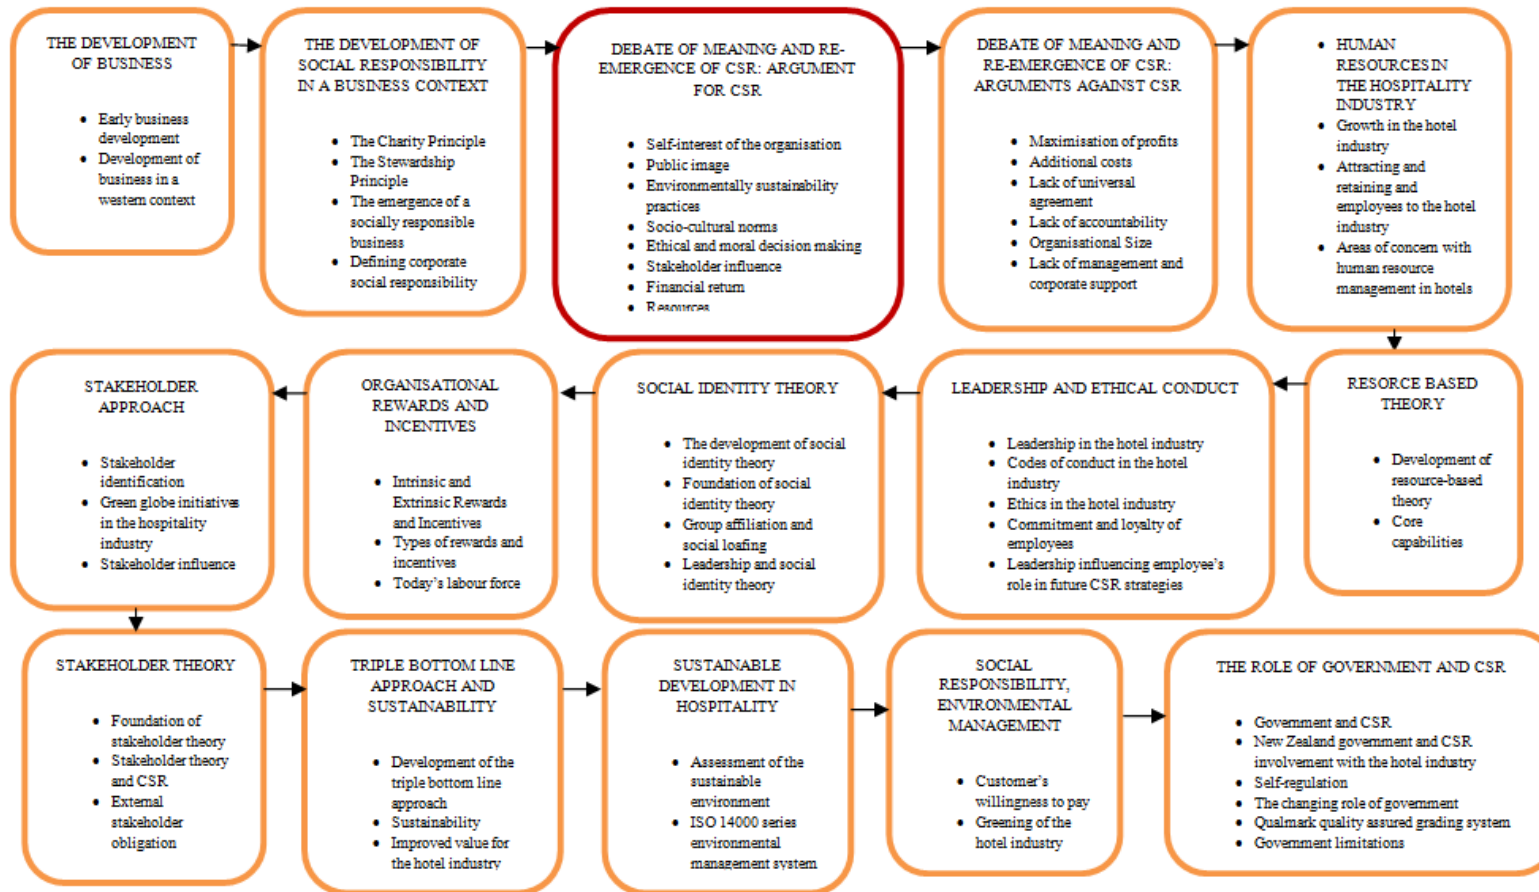 THE DEVELOPMENT
OF BUSINESS
• Early business
development
• Development of
business in a
western context
THE DEVELOPMENT OF
SOCIAL RESPONSIBILITY
IN A BUSINESS CONTEXT
• The Charity Principle
• The Stewardship
Principle
• The emergence of a
socially responsible
business
• Defining corporate
social responsibility
DEBATE OF MEANING AND RE-
EMERGENCE OF CSR: ARGUMENT
FOR CSR
• Self-interest of the organisation
• Public image
• Environmentally sustainability
practices
• Socio-cultural norms
• Ethical and moral decision making
• Stakeholder influence
• Financial return
• Resources
DEBATE OF MEANING AND
RE-EMERGENCE OF CSR:
ARGUMENTS AGAINST CSR
• Maximisation of profits
• Additional costs
• Lack of universal
agreement
• Lack of accountability
• Organisational Size
• Lack of management and
corporate support
• HUMAN
RESOURCES IN
THE HOSPITALITY
INDUSTRY
• Growth in the hotel
industry
• Attracting and
retaining and
employees to the hotel
industry
• Areas of concern with
human resource
management in hotels
STAKEHOLDER
APPROACH
• Stakeholder
identification
• Green globe initiatives
in the hospitality
industry
• Stakeholder influence
ORGANISATIONAL
REWARDS AND
INCENTIVES
• Intrinsic and
Extrinsic Rewards
and Incentives
• Types of rewards and
incentives
• Today's labour force
SOCIAL IDENTITY THEORY
• The development of social
identity theory
• Foundation of social
identity theory
• Group affiliation and
social loafing
• Leadership and social
identity theory
LEADERSHIP AND ETHICAL CONDUCT
• Leadership in the hotel industry
• Codes of conduct in the hotel
industry
• Ethics in the hotel industry
• Commitment and loyalty of
employees
• Leadership influencing employee's
role in future CSR strategies
RESORCE BASED
THEORY
• Development of
resource-based
theory
• Core
capabilities
STAKEHOLDER THEORY
• Foundation of
stakeholder theory
• Stakeholder theory
and CSR
• External
stakeholder
obligation
TRIPLE BOTTOM LINE
APPROACH AND
SUSTAINABILITY
• Development of the
triple bottom line
approach
• Sustainability
• Improved value for
the hotel industry
SUSTAINABLE
DEVELOPMENT IN
HOSPITALITY
• Assessment of the
sustainable
environment
• ISO 14000 series
environmental
management system
SOCIAL
RESPONSIBILITY,
ENVIRONMENTAL
MANAGEMENT
• Customer's
willingness to pay
• Greening of the
hotel industry
THE ROLE OF GOVERNMENT AND CSR
• Government and CSR
• New Zealand government and CSR
involvement with the hotel industry
• Self-regulation
• The changing role of government
• Qualmark quality assured grading system
• Government limitations